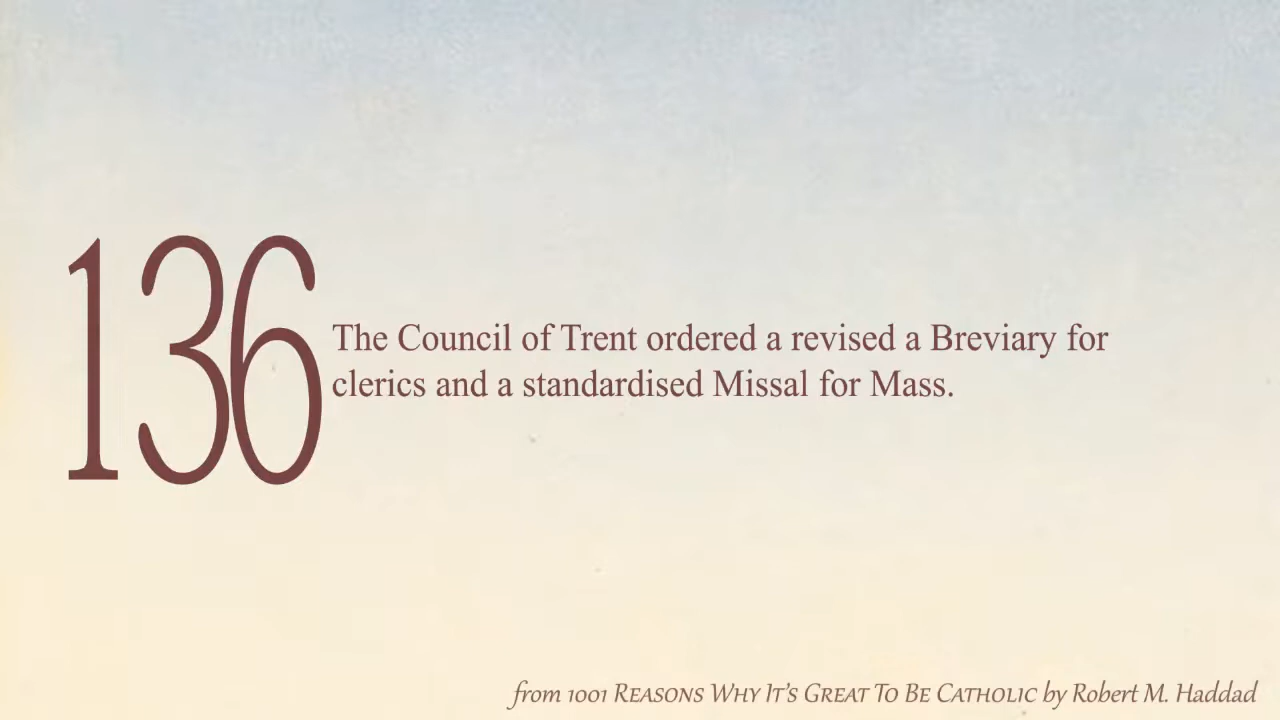 136
The Council of Trent ordered a revised a Breviary for
clerics and a standardised Missal for Mass.
from 1001 Reasons Why It's Great To Be Catholic by Robert M. Haddad